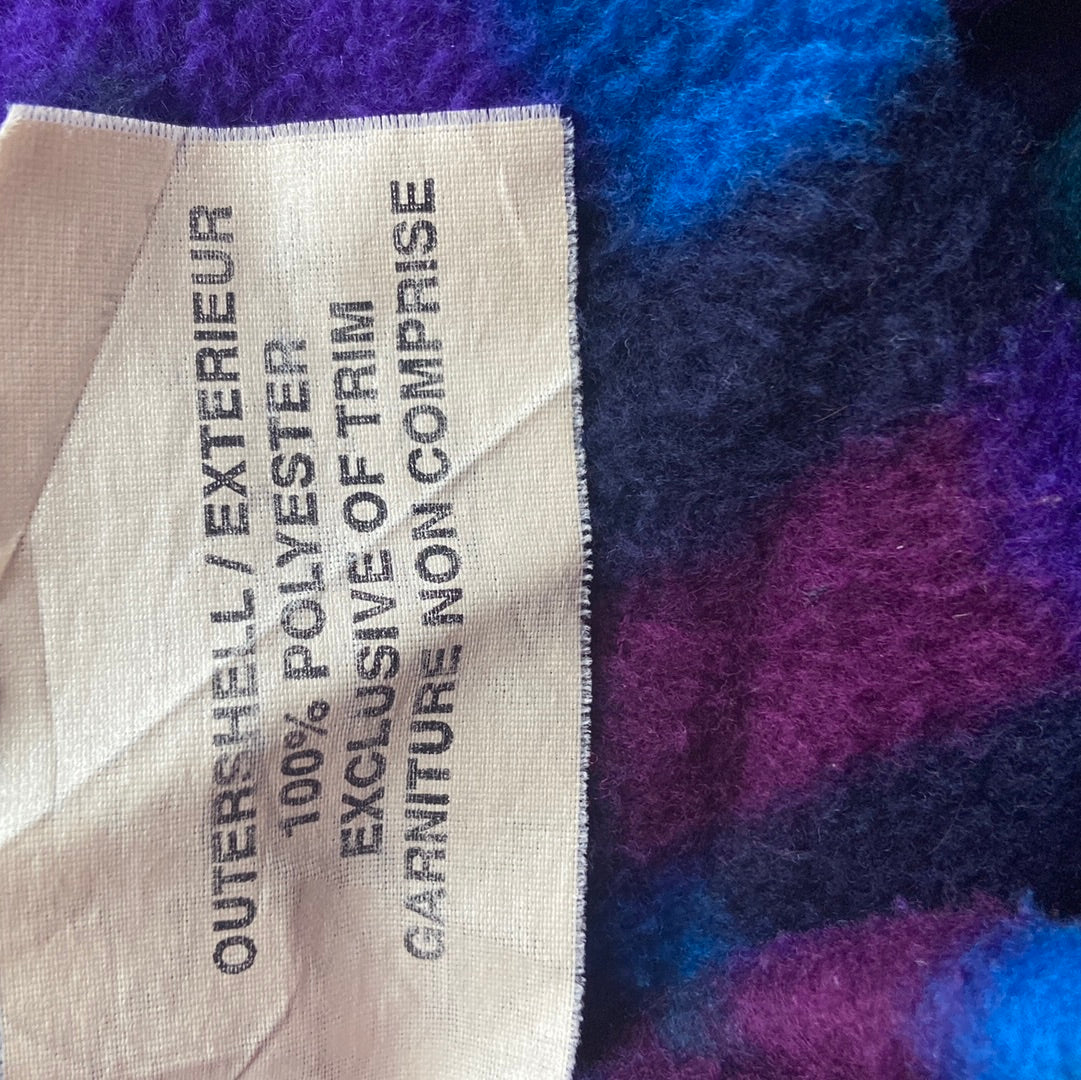 OUTERSHELL / EXTERIEUR
100% POLYESTER
EXCLUSIVE OF TRIM
GARNITURE NON COMPRISE